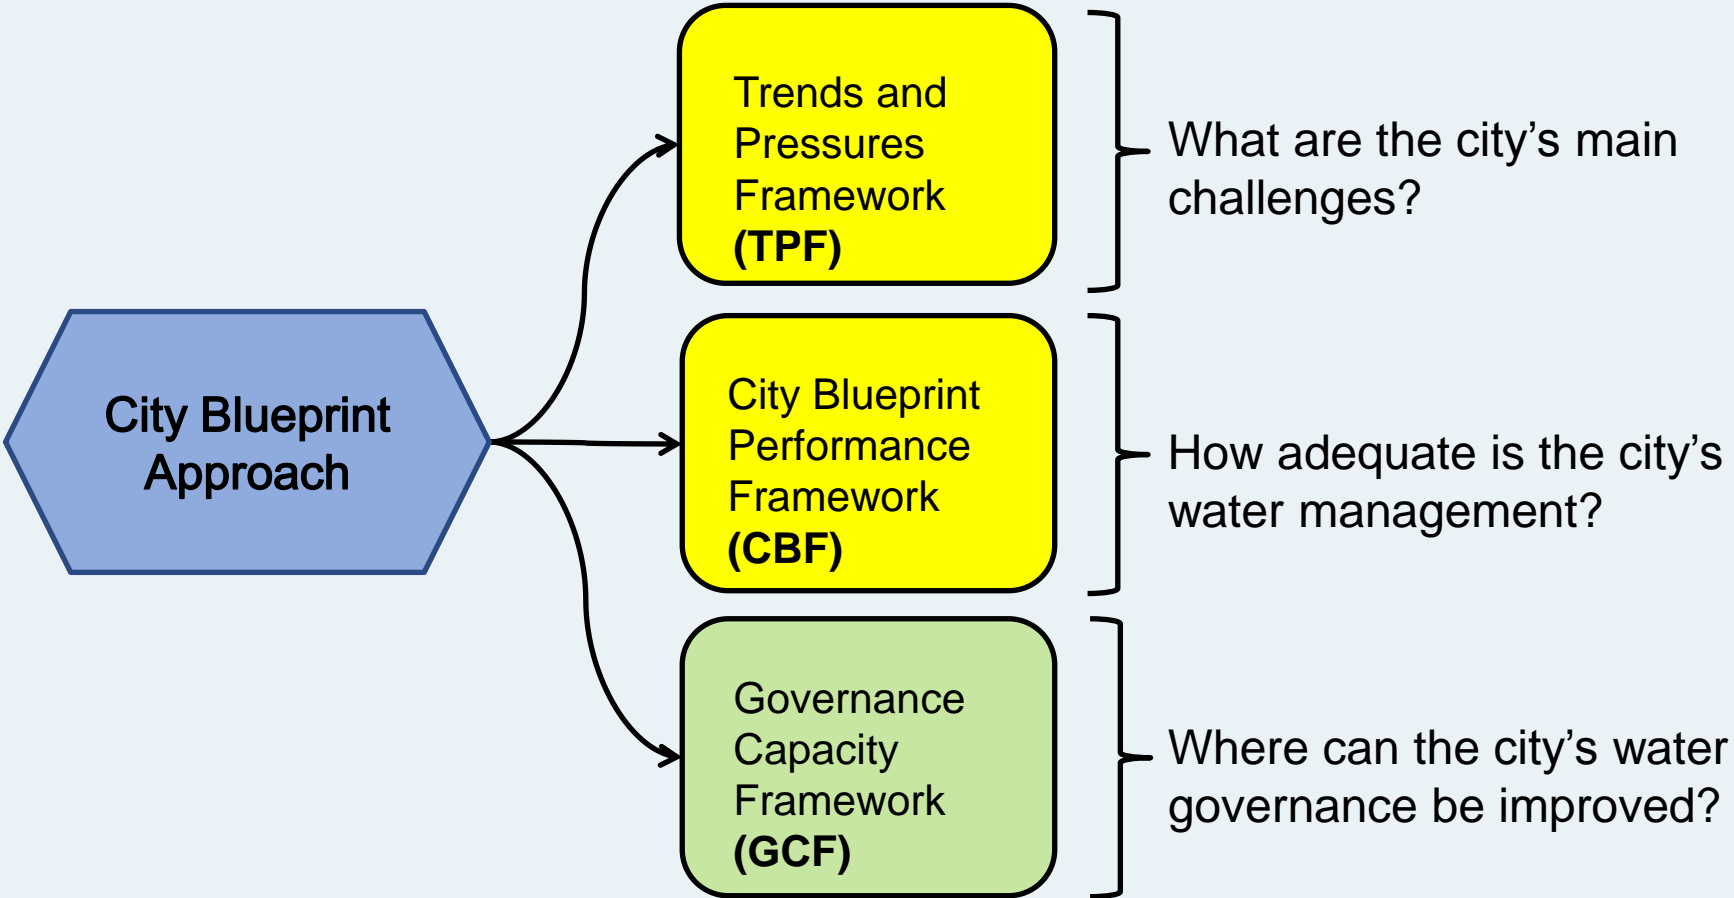 City Blueprint
Approach
Trends and
Pressures
Framework
(TPF)
What are the city’s main
challenges?
City Blueprint
Performance
Framework
(CBF)
How adequate is the city’s
water management?
Governance
Capacity
Framework
(GCF)
Where can the city’s water
governance be improved?